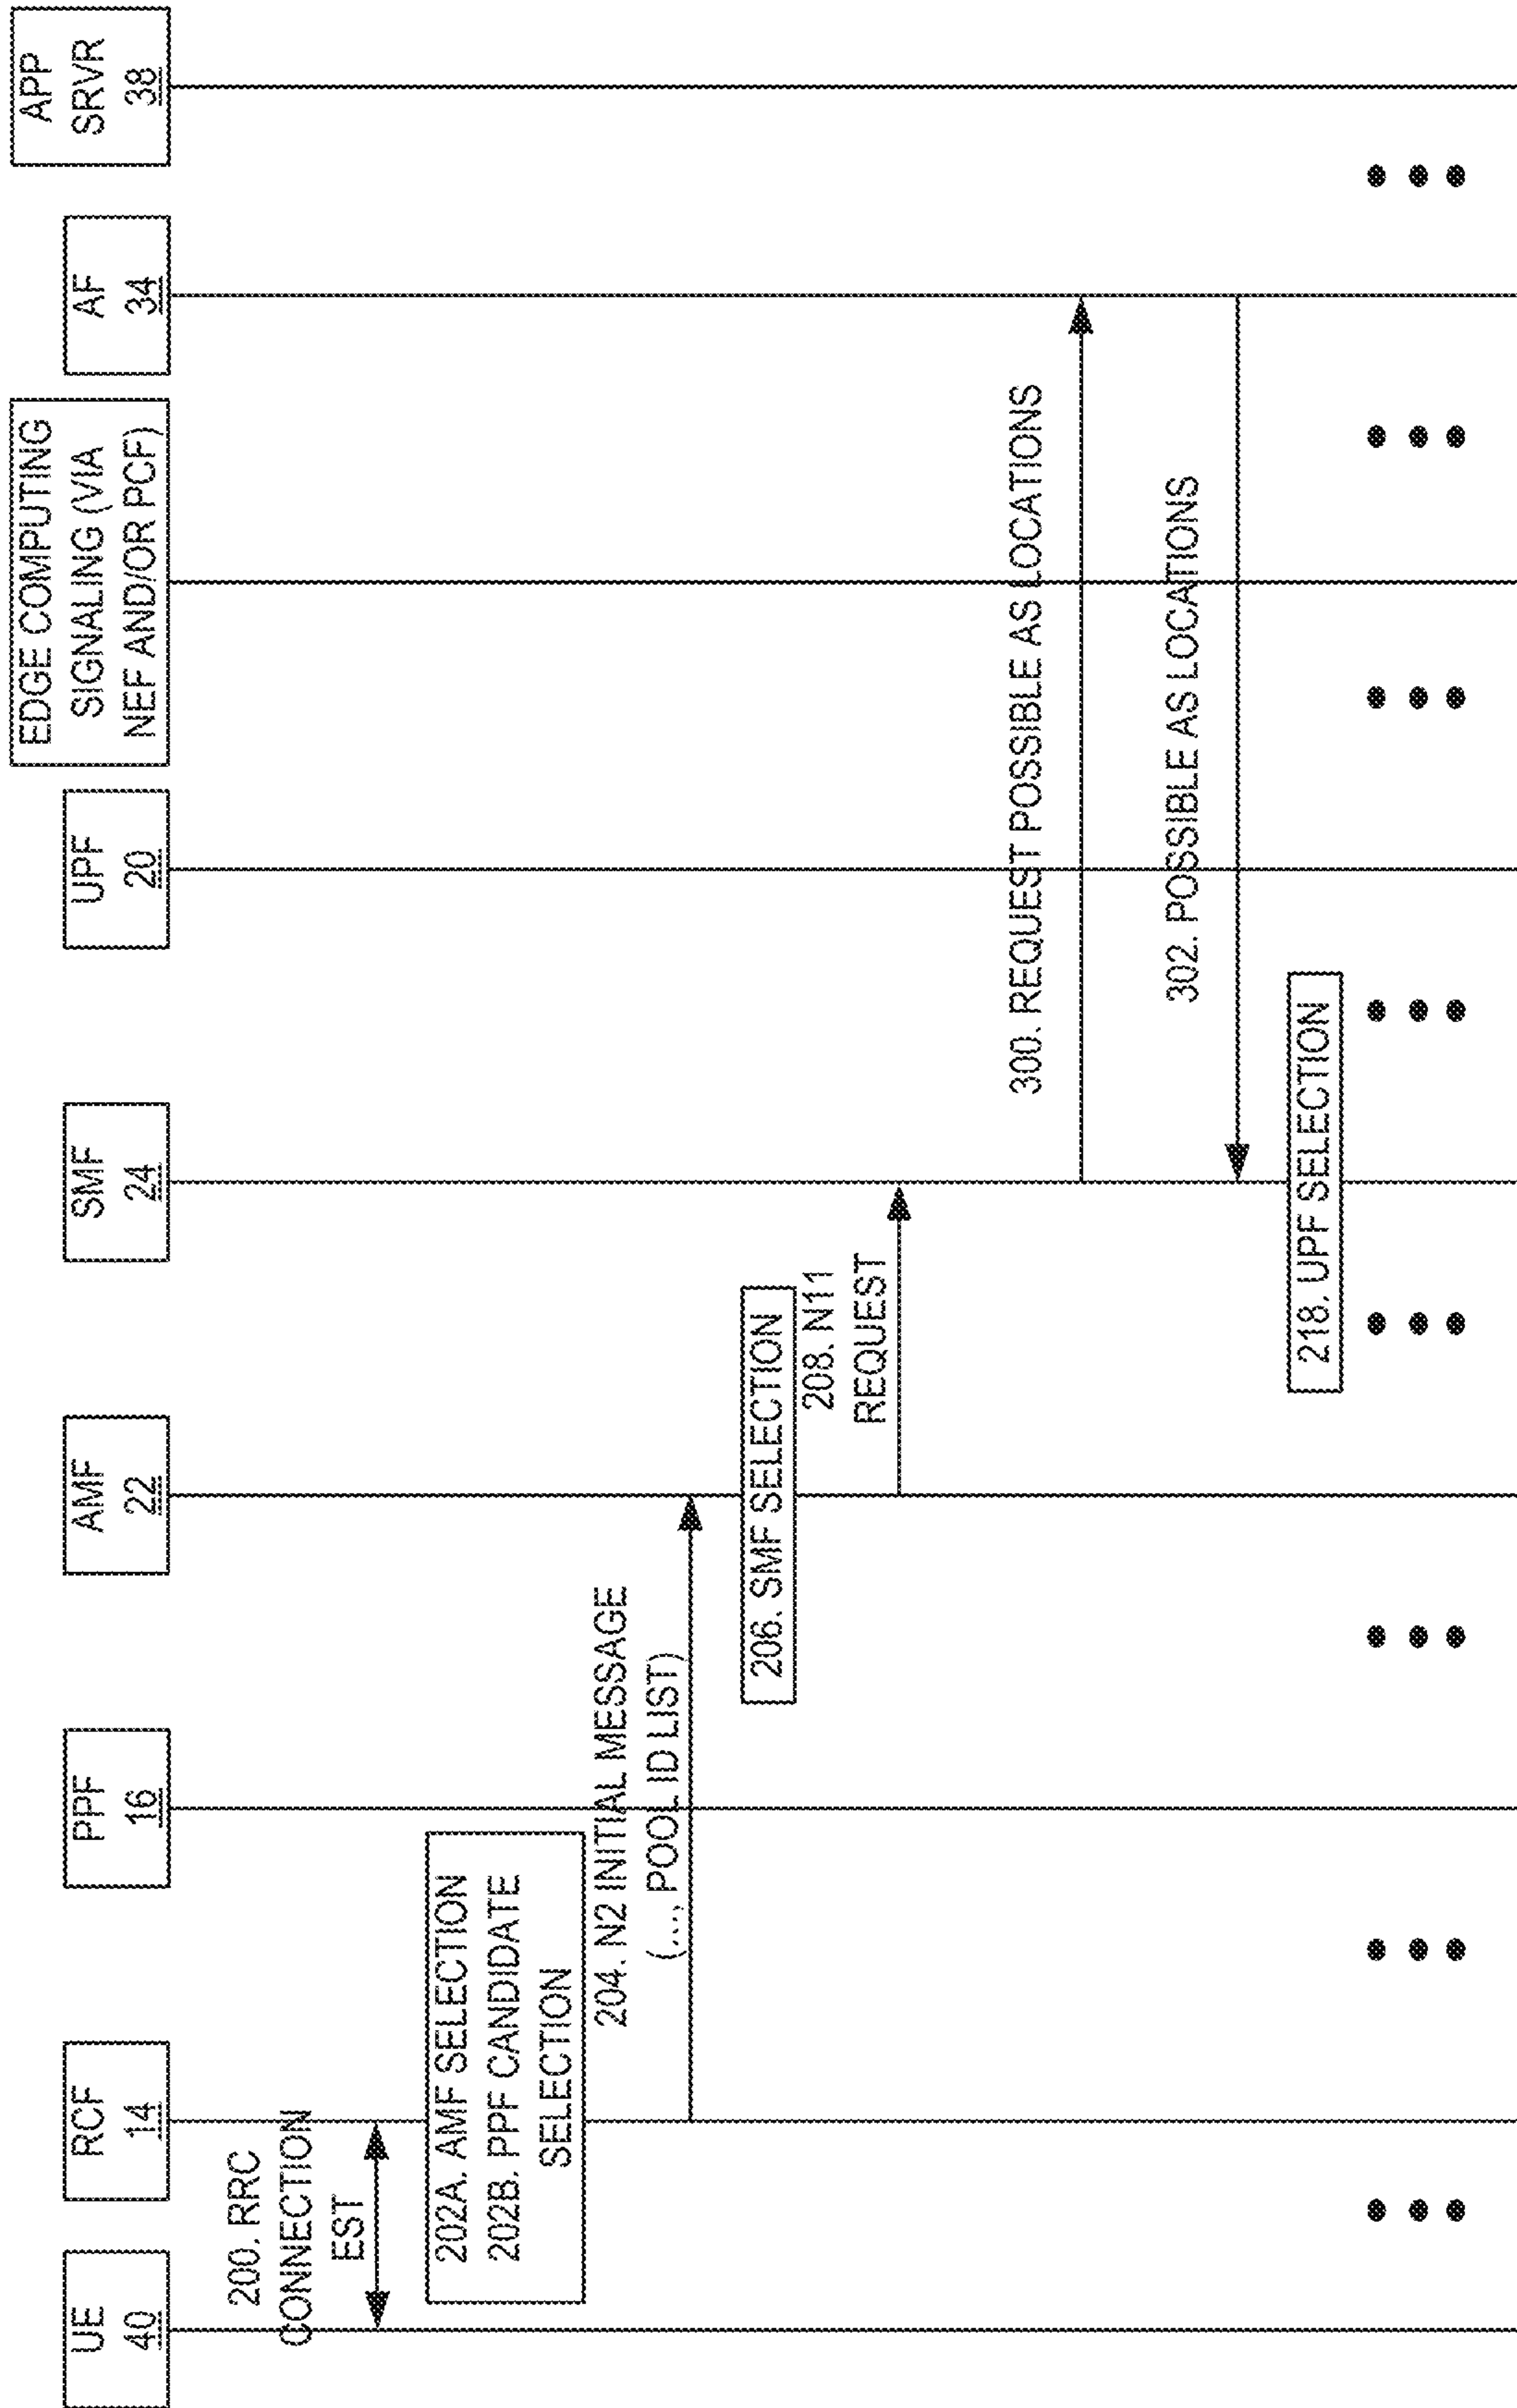 UE
40
RCF
14
PPF
16
AMF
22
SMF
24
UPF
20
EDGE COMPUTING
SIGNALING (VIA
NEF AND/OR PCF)
AF
34
APP
SRVR
38
200. RRC
CONNECTION
EST
202A. AMF SELECTION
202B. PPF CANDIDATE
SELECTION
204. N2 INITIAL MESSAGE
(..., POOL ID LIST)
206. SMF SELECTION
208. N11
REQUEST
300. REQUEST POSSIBLE AS LOCATIONS
302. POSSIBLE AS LOCATIONS
218. UPF SELECTION